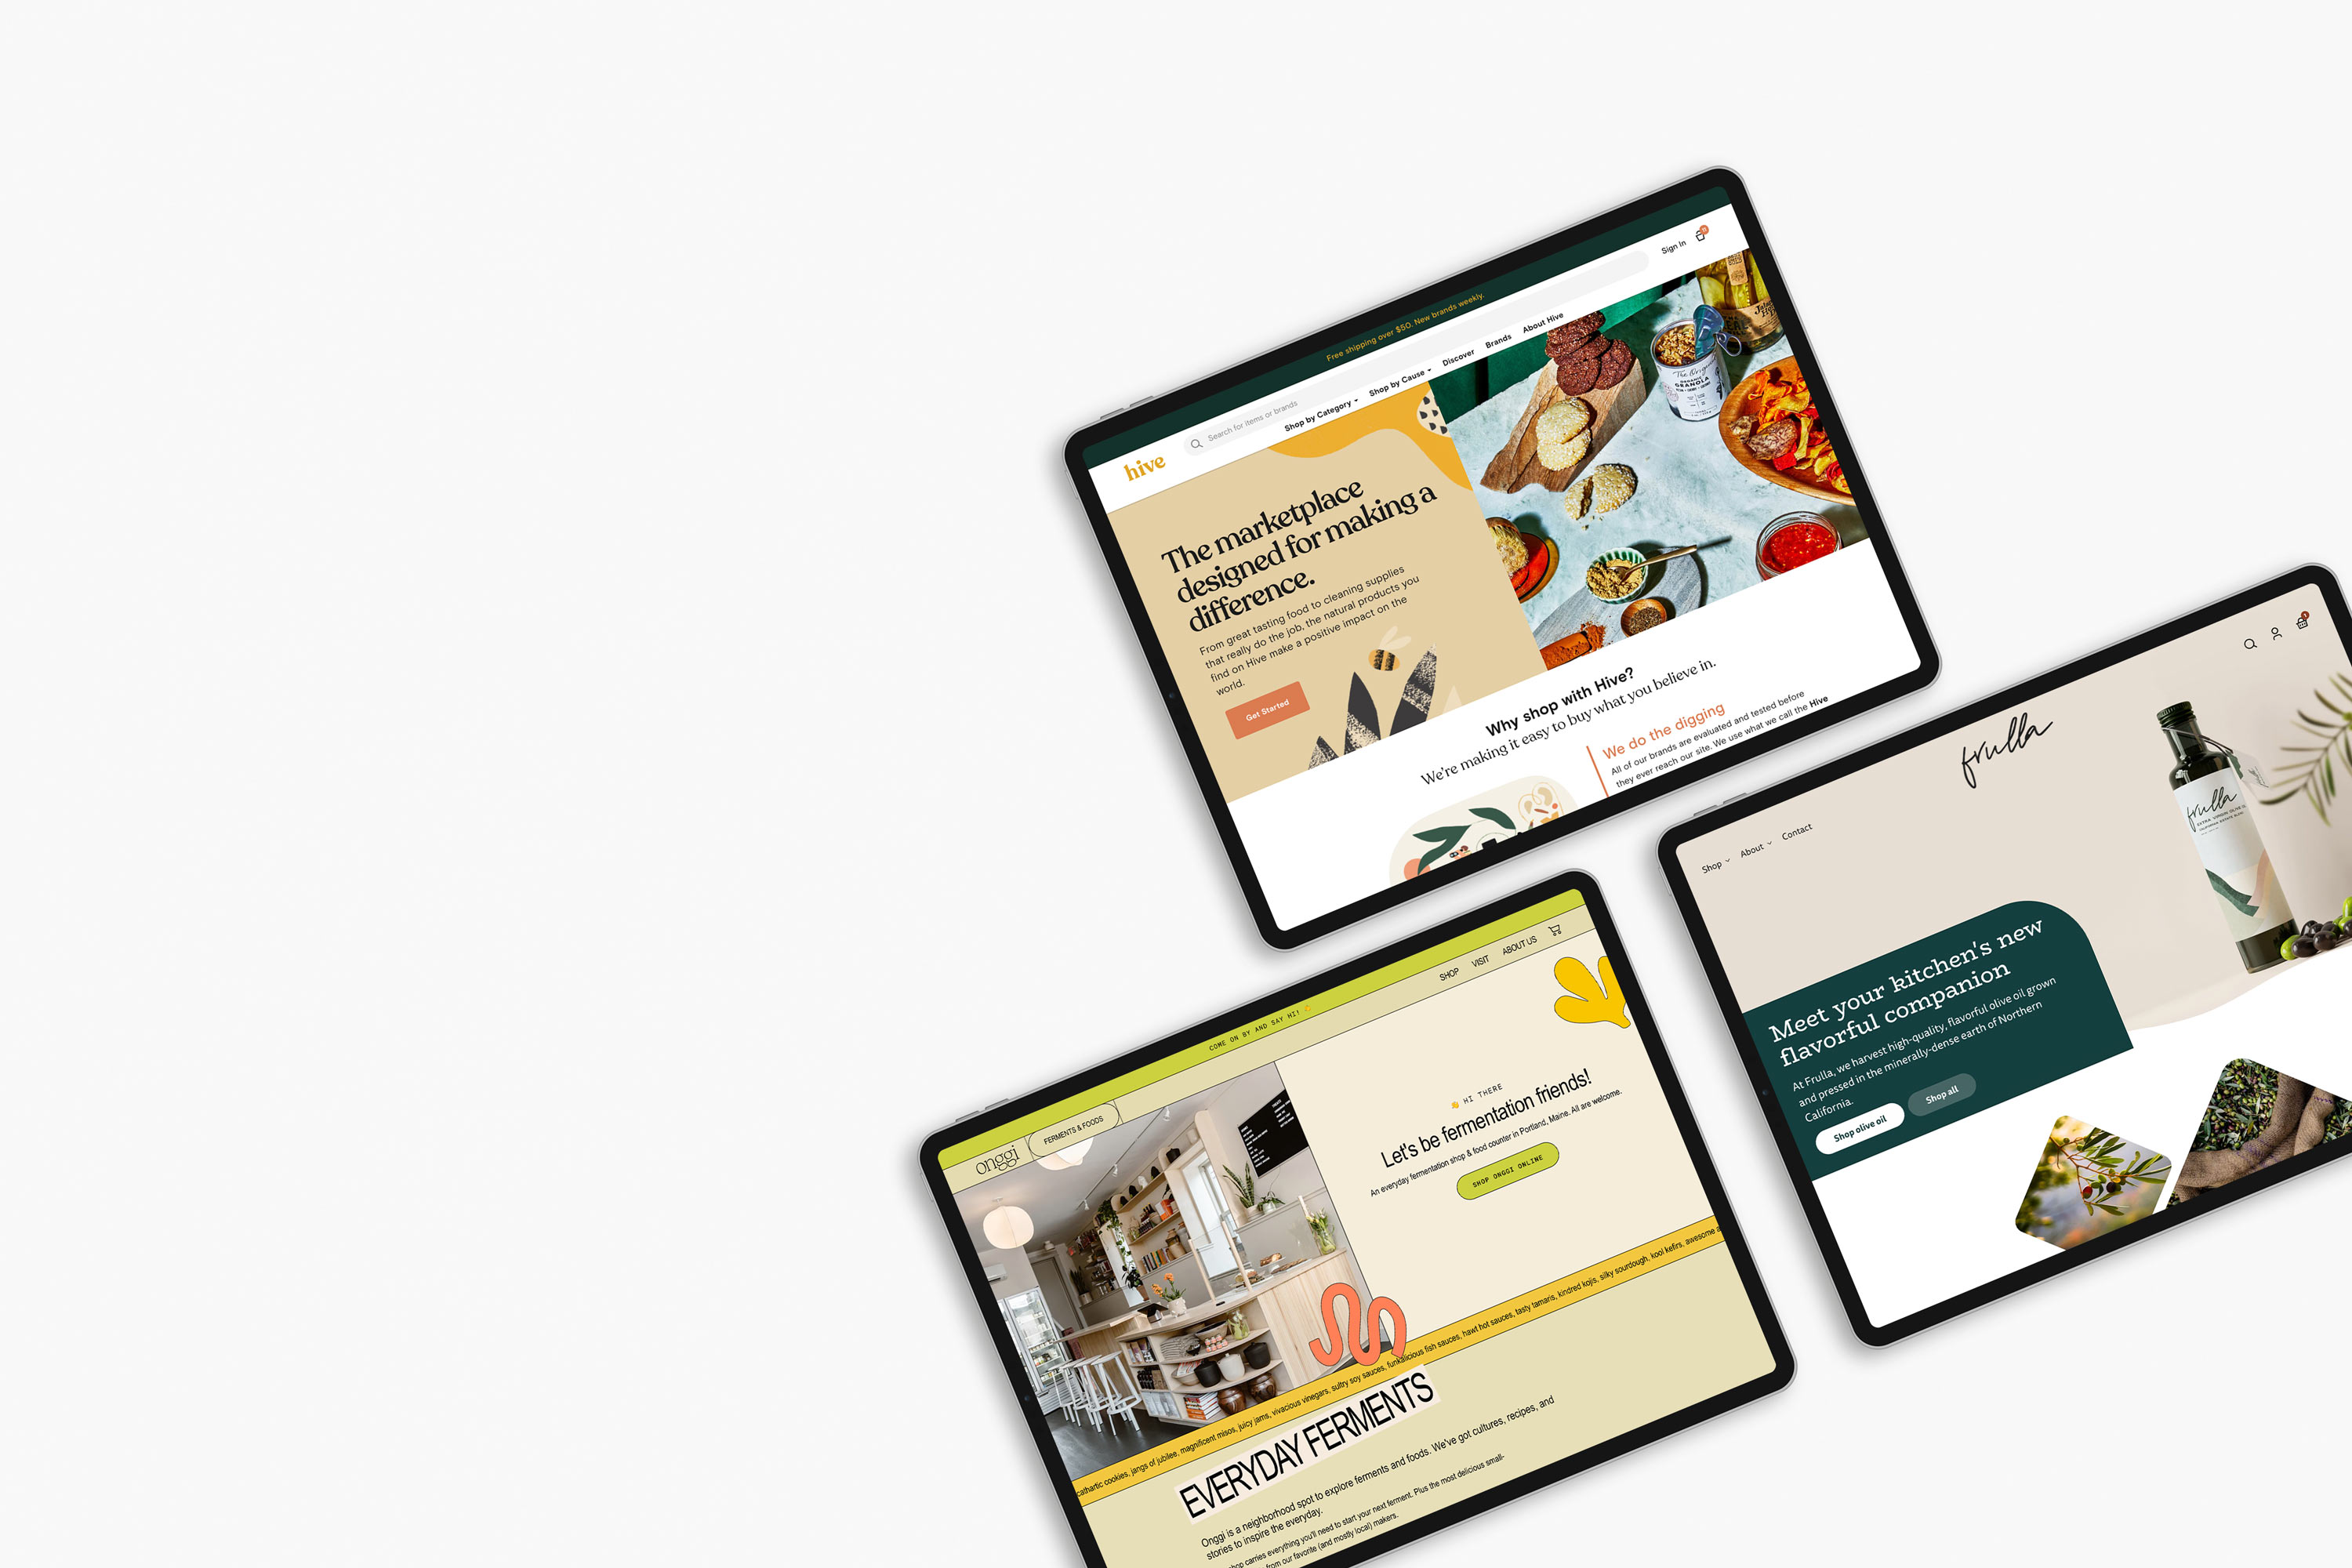 Free shipping over $50. New brands weekly.
hive
Search for items or brands
Sign In
Shop by Category
Shop by Cause
Discover
Brands
About Hive
The marketplace
designed for making a
difference.
From great tasting food to cleaning supplies
that really do the job, the natural products you
find on Hive make a positive impact on the
world.
Get Started
ORGANIC
GRANOLA
Why shop with Hive?
We're making it easy to buy what you believe in.
We do the digging
All of our brands are evaluated and tested before
they ever reach our site. We use what we call the Hive
frulla
Shop
About
Contact
frulla
EXTRA VIRGIN OLIVE
Meet your kitchen's new
flavorful companion
At Frulla, we harvest high-quality, flavorful olive oil grown
and pressed in the minerally-dense earth of Northern
California.
Shop olive oil
Shop all
COME ON BY AND SAY HI! 👋
onggi
FERMENTS & FOODS
SHOP
VISIT
ABOUT US
👋 HI THERE
Let's be fermentation friends!
An everyday fermentation shop & food counter in Portland, Maine. All are welcome.
SHOP ONGGI ONLINE
cathartic cookies, jangs of jubilee, magnificent misos, juicy jams, vivacious vinegars, sultry soy sauces, funkalicious fish sauces, hawt hot sauces, tasty tamaris, kindred kojis, silky sourdough, kool kefirs, awesome
EVERYDAY FERMENTS
Onggi is a neighborhood spot to explore ferments and foods. We've got cultures, recipes, and
stories to inspire the everyday.
shop carries everything you'll need to start your next ferment. Plus the most delicious small-
from our favorite (and mostly local) makers.